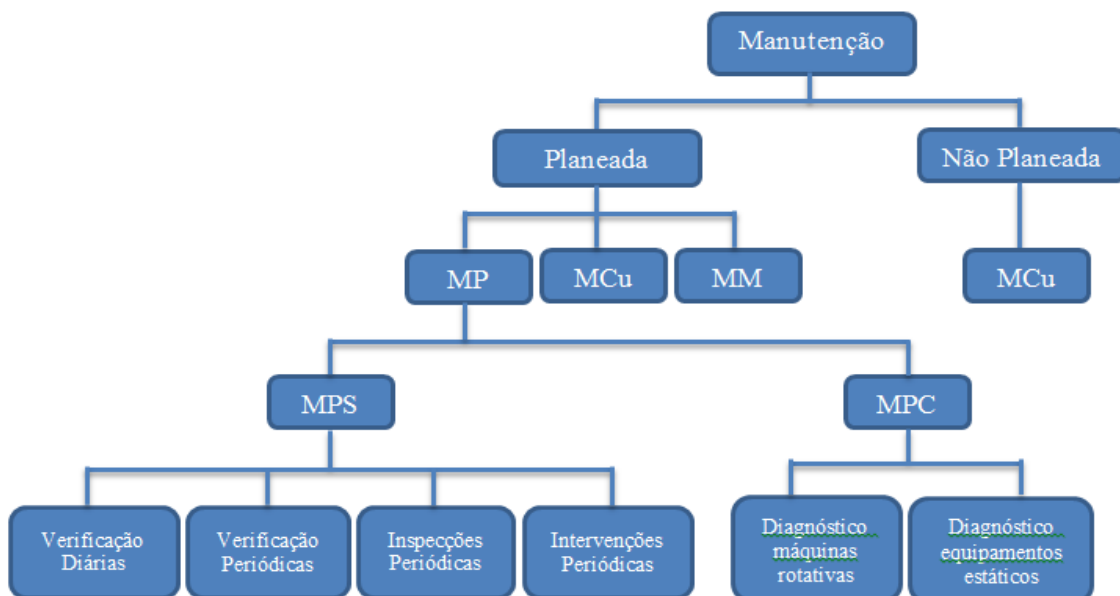 Manutenção
Planeada
Não Planeada
MP
MCu
MM
MCu
MPS
MPC
Verificação
Diárias
Verificação
Periódicas
Inspecções
Periódicas
Intervenções
Periódicas
Diagnóstico
máquinas
rotativas
Diagnóstico
equipamentos
estáticos